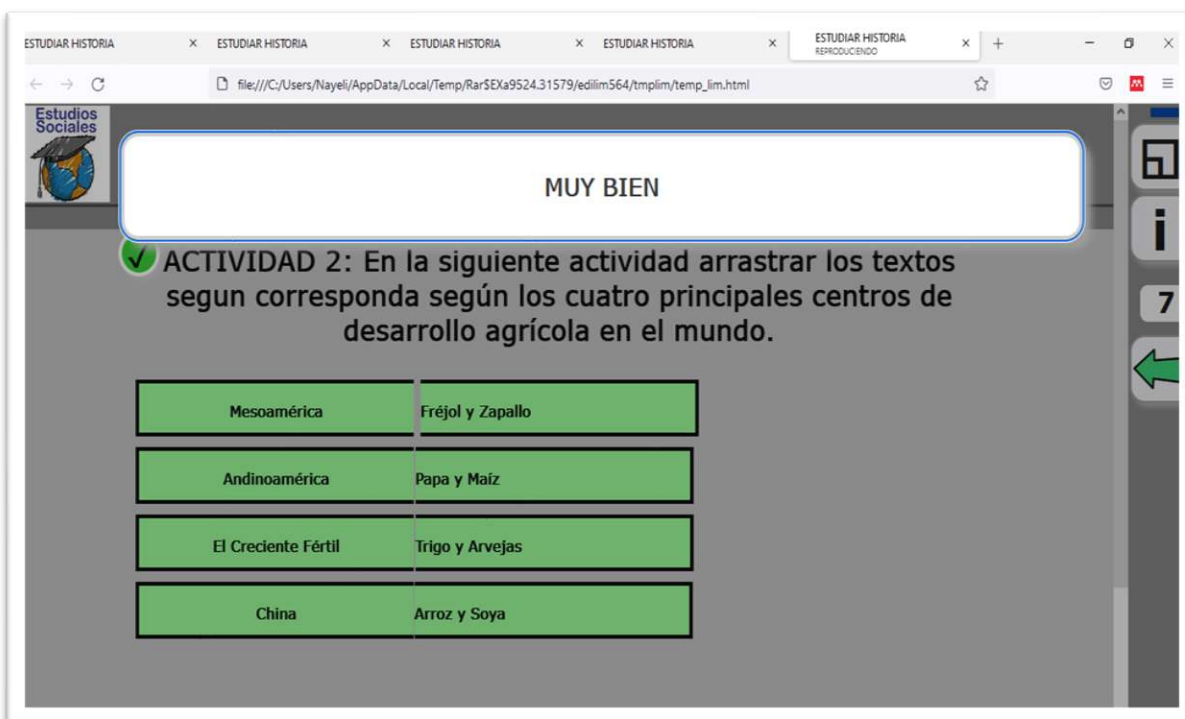 ESTUDIAR HISTORIA
ESTUDIAR HISTORIA
ESTUDIAR HISTORIA
ESTUDIAR HISTORIA
ESTUDIAR HISTORIA
REPRODUCIENDO
file:///C:/Users/Nayeli/AppData/Local/Temp/Rar$EXa9524.31579/edilim564/tmplim/temp_lim.html
Estudios
Sociales
MUY BIEN
ACTIVIDAD 2: En la siguiente actividad arrastrar los textos
segun corresponda según los cuatro principales centros de
desarrollo agrícola en el mundo.
Mesoamérica Fréjol y Zapallo
Andinoamérica Papa y Maíz
El Creciente Fértil Trigo y Arvejas
China Arroz y Soya
i
7